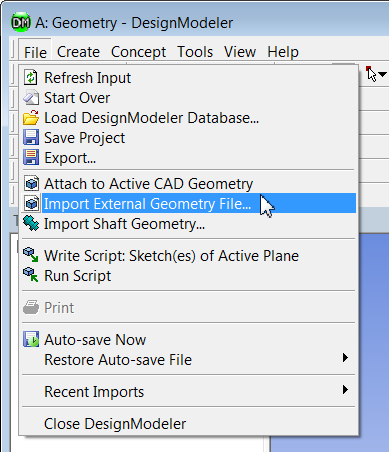 DM A: Geometry - DesignModeler
File Create Concept Tools View Help
Refresh Input
Start Over
Load DesignModeler Database...
Save Project
Export...
Attach to Active CAD Geometry
Import External Geometry File...
Import Shaft Geometry...
Write Script: Sketch(es) of Active Plane
Run Script
Print
Auto-save Now
Restore Auto-save File
Recent Imports
Close DesignModeler